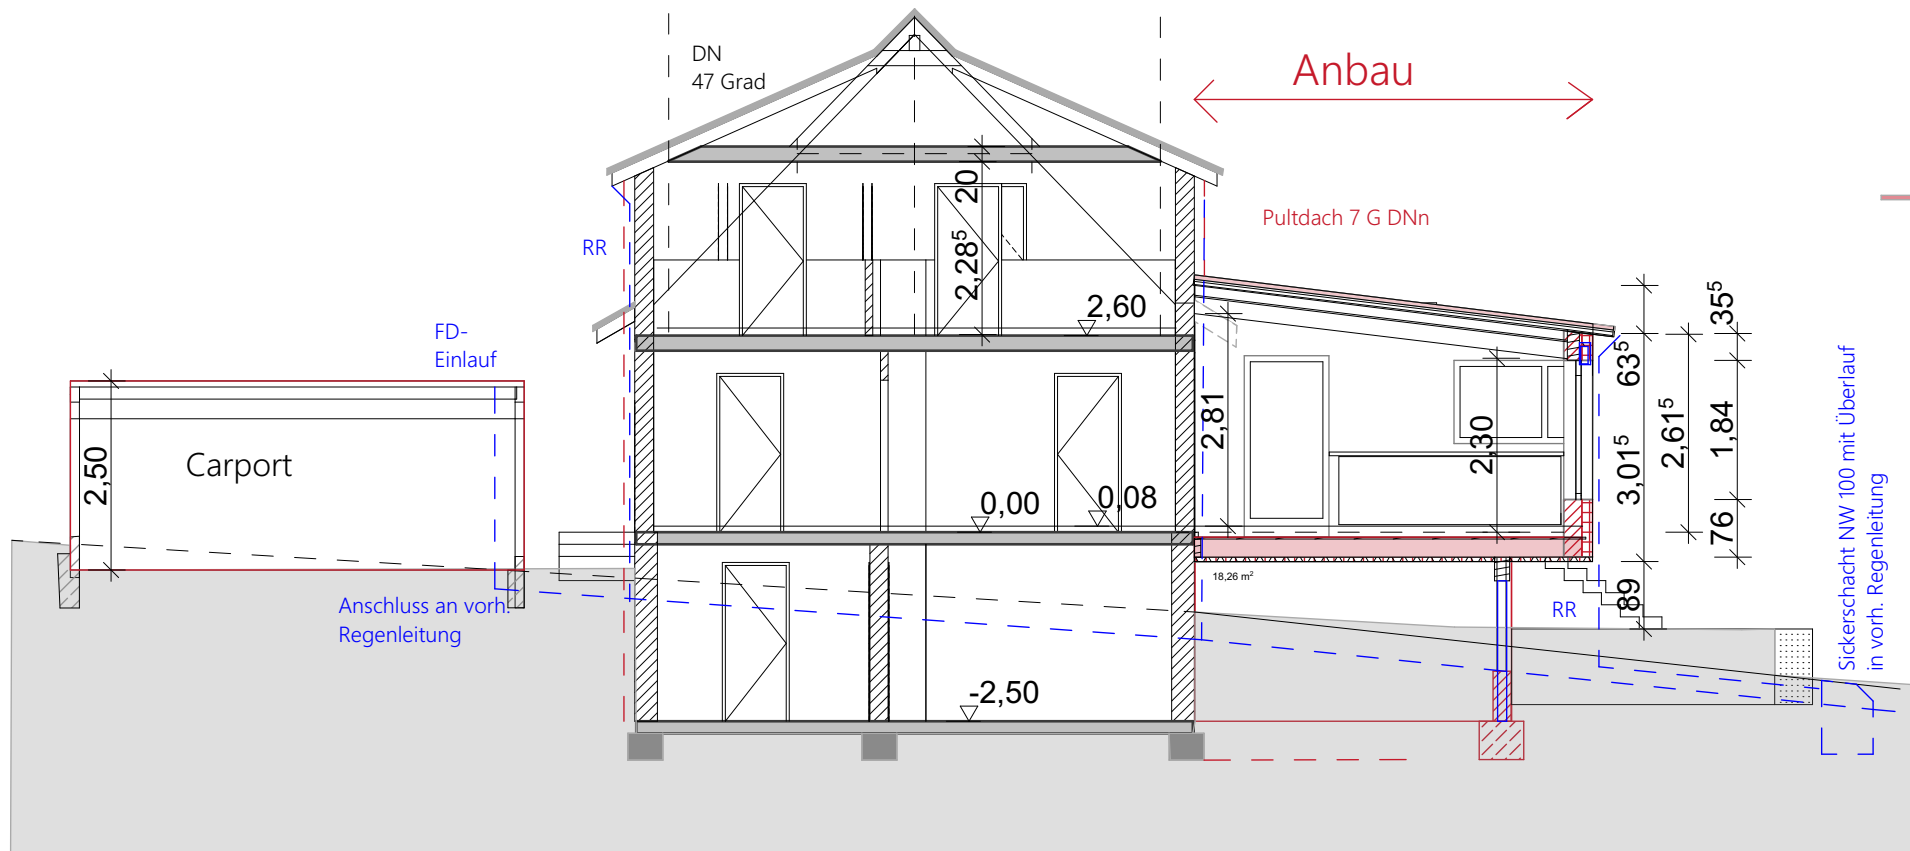 DN
47 Grad
Anbau
Pultdach 7 G DNn
RR
20
2,28⁵
2,60
FD-
Einlauf
35⁵
63⁵
2,81
2,30
3,01⁵
2,61⁵
1,84
2,50
Carport
0,00
0,08
76
18,26 m²
89
Anschluss an vorh.
Regenleitung
RR
Sickerschacht NW 100 mit Überlauf
in vorh. Regenleitung
-2,50